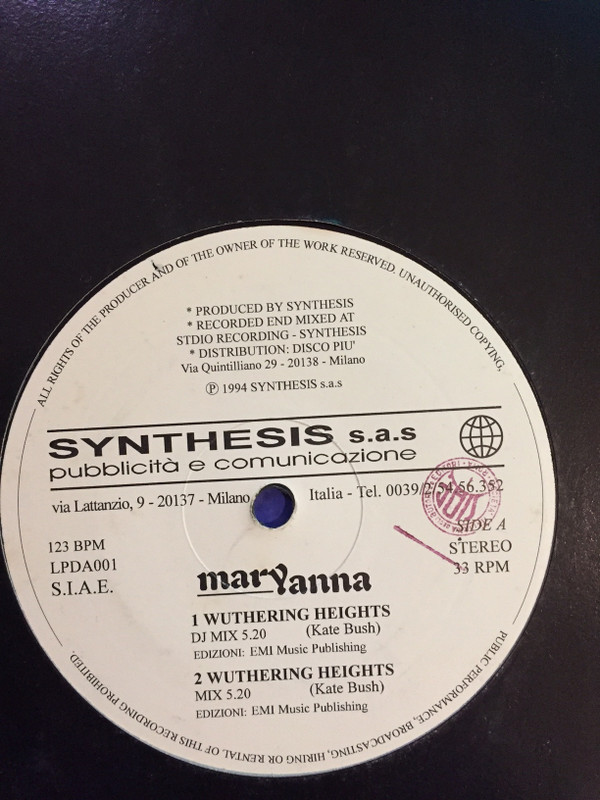 ALL RIGHTS OF THE PRODUCER AND OF THE OWNER OF THE WORK RESERVED. UNAUTHORISED COPYING,
* PRODUCED BY SYNTHESIS
* RECORDED END MIXED AT
STDIO RECORDING - SYNTHESIS
* DISTRIBUTION: DISCO PIU'
Via Quintilliano 29 - 20138 - Milano
℗ 1994 SYNTHESIS s.a.s
SYNTHESIS s.a.s
pubblicità e comunicazione
via Lattanzio, 9 - 20137 - Milano Italia - Tel. 0039/2/54.56.352
SIDE A
123 BPM STEREO
LPDA001 33 RPM
S.I.A.E.
marYanna
1 WUTHERING HEIGHTS
DJ MIX 5.20 (Kate Bush)
EDIZIONI: EMI Music Publishing
2 WUTHERING HEIGHTS
MIX 5.20 (Kate Bush)
EDIZIONI: EMI Music Publishing
PUBLIC PERFORMANCE, BROADCASTING, HIRING OR RENTAL OF THIS RECORDING PROHIBITED.